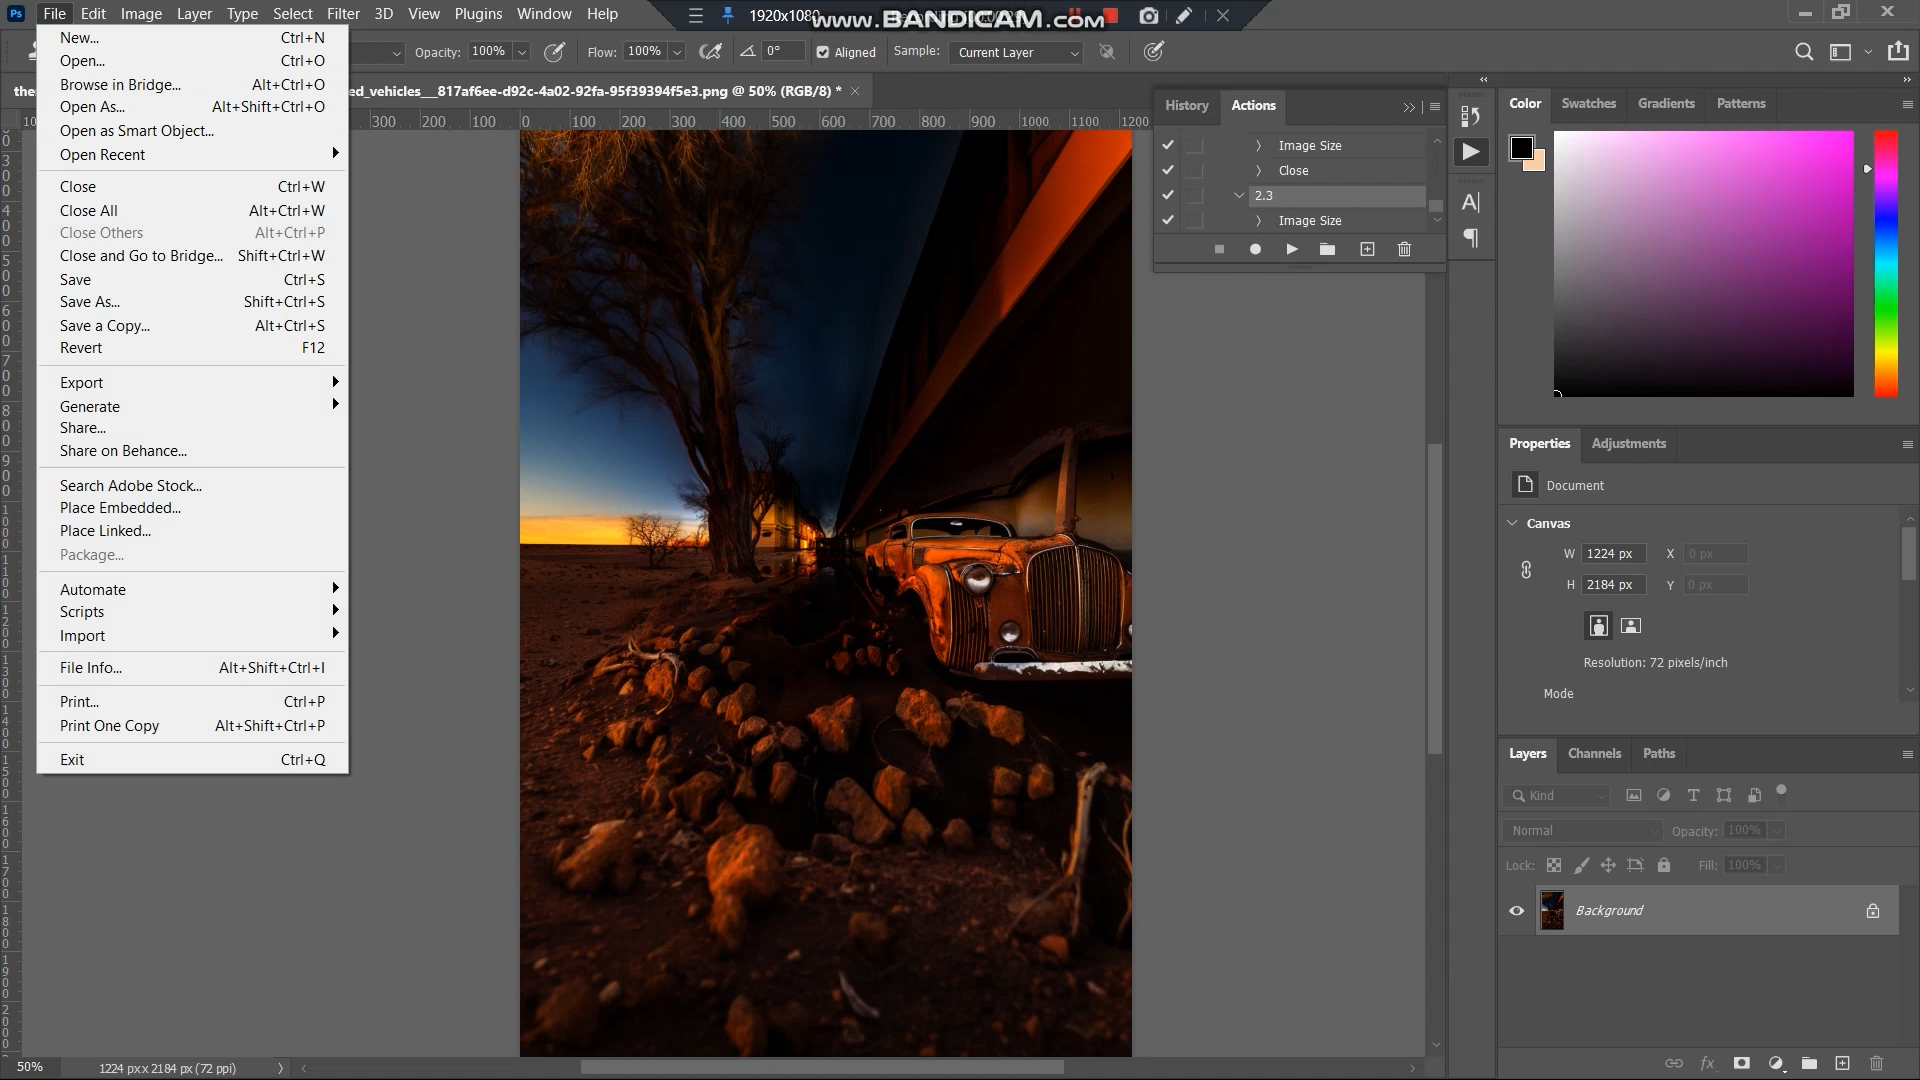 File Edit Image Layer Type Select Filter 3D View Plugins Window Help
1920x1080
www.BANDICAM.com
New... Ctrl+N
Open... Ctrl+O
Browse in Bridge... Alt+Ctrl+O
Open As... Alt+Shift+Ctrl+O
Open as Smart Object...
Open Recent
Close Ctrl+W
Close All Alt+Ctrl+W
Close Others Alt+Ctrl+P
Close and Go to Bridge... Shift+Ctrl+W
Save Ctrl+S
Save As... Shift+Ctrl+S
Save a Copy... Alt+Ctrl+S
Revert F12
Export
Generate
Share...
Share on Behance...
Search Adobe Stock...
Place Embedded...
Place Linked...
Package...
Automate
Scripts
Import
File Info... Alt+Shift+Ctrl+I
Print... Ctrl+P
Print One Copy Alt+Shift+Ctrl+P
Exit Ctrl+Q
Opacity: 100% Flow: 100% 0° Aligned Sample: Current Layer
the
ed_vehicles__817af6ee-d92c-4a02-92fa-95f39394f5e3.png @ 50% (RGB/8) *
300 200 100 0 100 200 300 400 500 600 700 800 900 1000 1100 1200
History Actions
Image Size
Close
2.3
Image Size
Color Swatches Gradients Patterns
Properties Adjustments
Document
Canvas
W 1224 px X 0 px
H 2184 px Y 0 px
Resolution: 72 pixels/inch
Mode
Layers Channels Paths
Kind
Normal Opacity: 100%
Lock: Fill: 100%
Background
50% 1224 px x 2184 px (72 ppi)